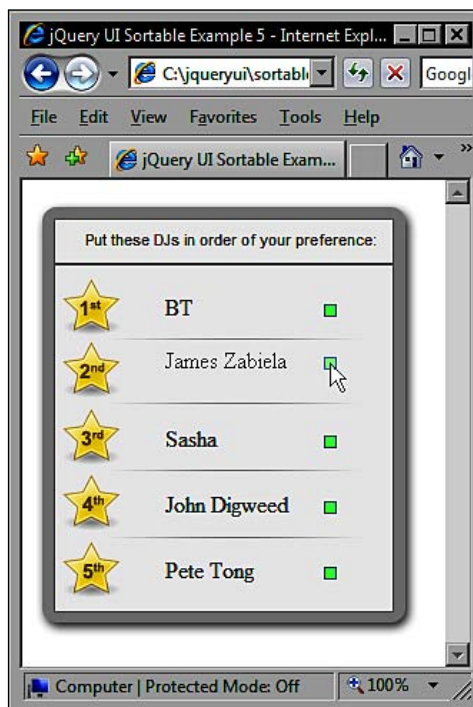 jQuery UI Sortable Example 5 - Internet Expl...
C:\jqueryui\sortabl
Googl
File Edit View Favorites Tools Help
jQuery UI Sortable Exam...
»
Put these DJs in order of your preference:
1st BT
2nd James Zabiela
3rd Sasha
4th John Digweed
5th Pete Tong
Computer | Protected Mode: Off 100%